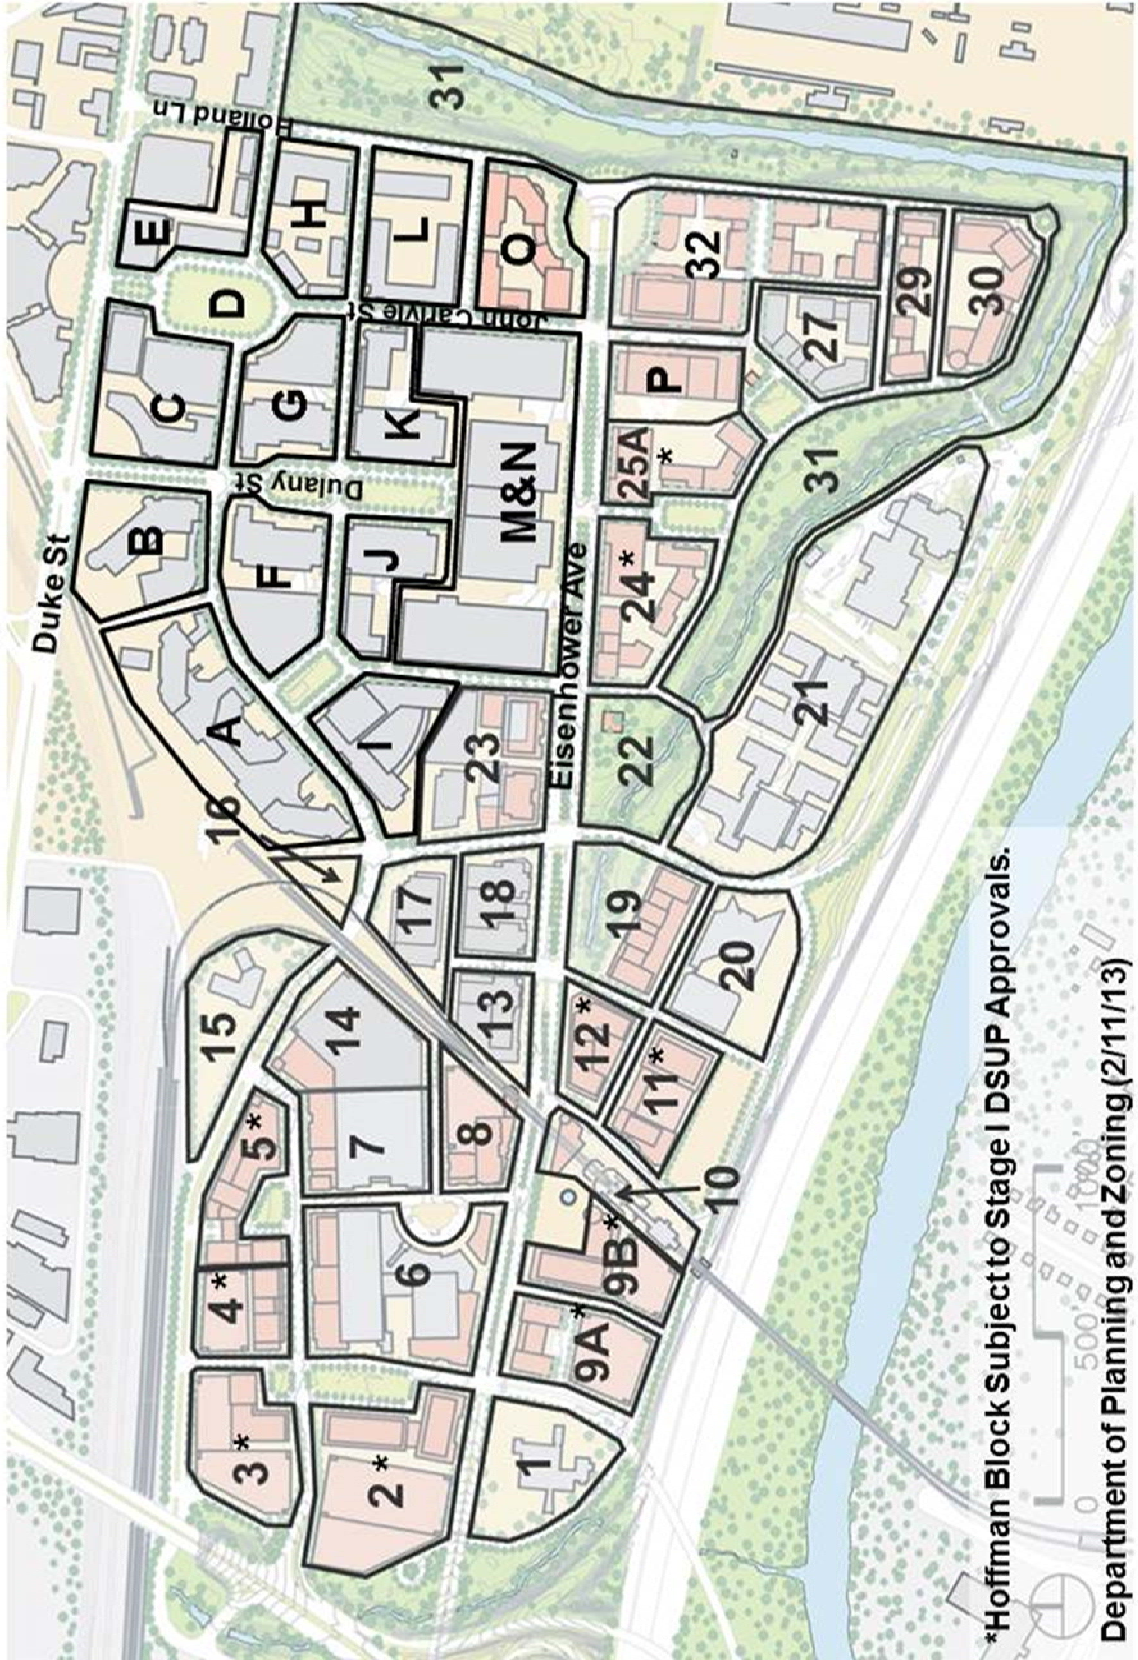 Duke St
B
E
C
Holland Ln
15
16
A
D
4*
3*
5*
Dulany St
F
G
H
14
John Carlyle St
7
I
J
2*
K
L
6
17
31
8
23
18
13
M&N
O
1
Eisenhower Ave
9A*
12*
9B*
19
22
24*
25A*
11*
P
32
10
20
21
27
31
29
30
*Hoffman Block Subject to Stage I DSUP Approvals.
0 500 1000
Department of Planning and Zoning (2/11/13)